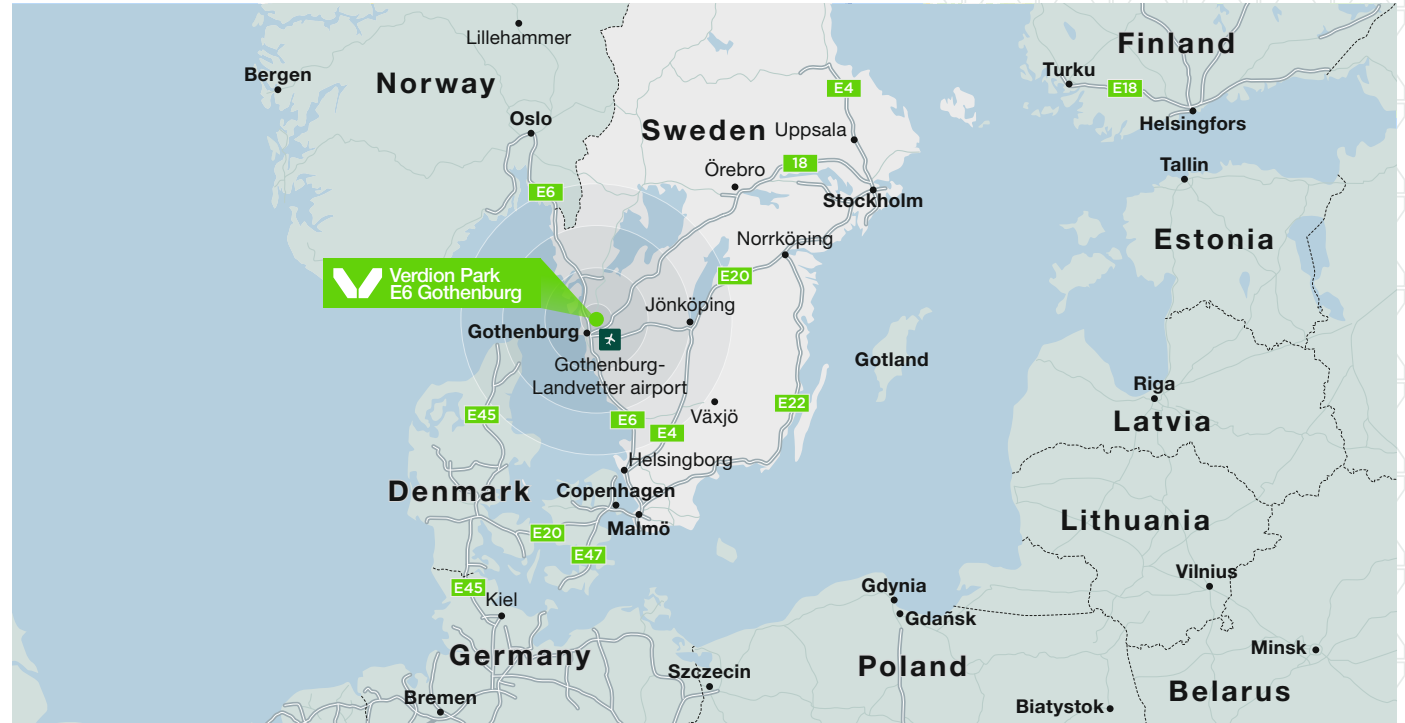 Lillehammer
Finland
Bergen
Norway
Turku
E4
E18
Oslo
Helsingfors
Sweden
Uppsala
18
Tallin
Örebro
E6
Stockholm
Norrköping
Estonia
Verdion Park
E6 Gothenburg
E20
Jönköping
Gothenburg
Gothenburg-
Landvetter airport
Gotland
Riga
E45
E6
E4
Växjö
E22
Latvia
Helsingborg
Denmark
Copenhagen
Malmö
E20
E47
Lithuania
Vilnius
E45
Kiel
Gdynia
Gdañsk
Germany
Szczecin
Poland
Minsk
Belarus
Bremen
Biatystok